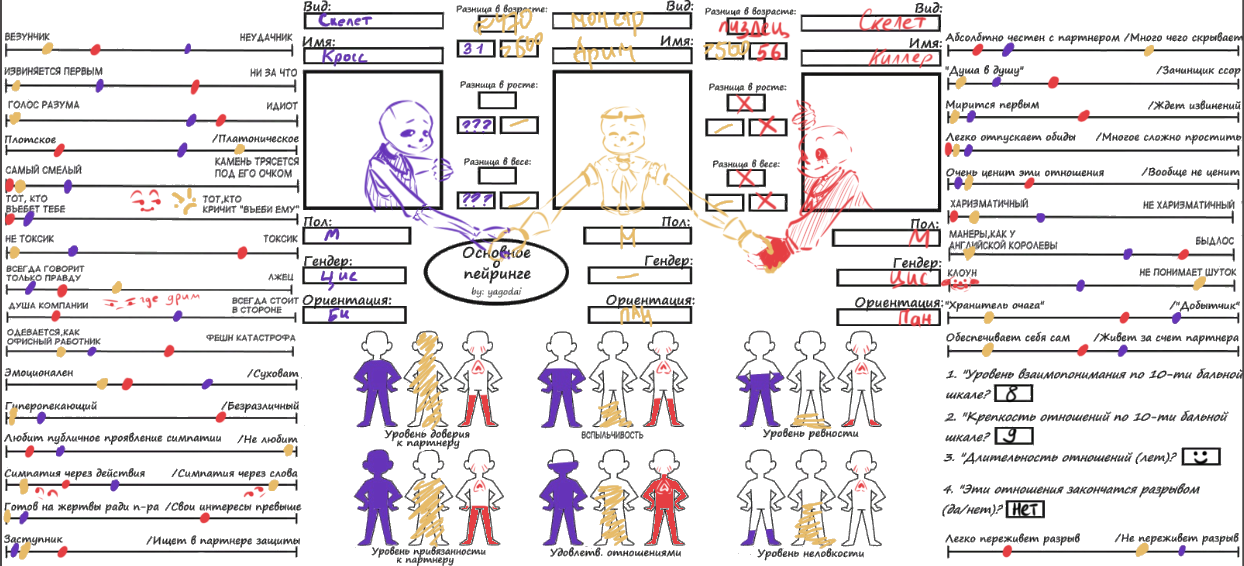 Вид:
Скелет
Имя:
Кросс
Разница в возрасте:
31
>500
монстр
Вид:
Дрим
Имя:
Разница в возрасте:
пиздец
>500
56
Вид:
Скелет
Имя:
Киллер
Разница в росте:
???
Разница в весе:
???
Разница в росте:
Разница в весе:
Пол:
М
Гендер:
Цис
Ориентация:
Би
Основное
о
пейринге
by: yagodai
Пол:
М
Гендер:
Ориентация:
ПАН
Пол:
М
Гендер:
Цис
Ориентация:
Пан
ВЕЗУНЧИК
НЕУДАЧНИК
ИЗВИНЯЕТСЯ ПЕРВЫМ
НИ ЗА ЧТО
ГОЛОС РАЗУМА
ИДИОТ
Плотское
/Платоническое
САМЫЙ СМЕЛЫЙ
КАМЕНЬ ТРЯСЕТСЯ
ПОД ЕГО ОЧКОМ
ТОТ, КТО
ВЪЕБЕТ ТЕБЕ
ТОТ,КТО
КРИЧИТ "ВЪЕБИ ЕМУ"
НЕ ТОКСИК
ТОКСИК
ВСЕГДА ГОВОРИТ
ТОЛЬКО ПРАВДУ
ЛЖЕЦ
где дрим
ДУША КОМПАНИИ
ВСЕГДА СТОИТ
В СТОРОНЕ
ОДЕВАЕТСЯ,КАК
ОФИСНЫЙ РАБОТНИК
ФЕШН КАТАСТРОФА
Эмоционален
/Суховат
Гиперопекающий
/Безразличный
Любит публичное проявление симпатии
/Не любит
Симпатия через действия
/Симпатия через слова
Готов на жертвы ради п-ра
/Свои интересы превыше
Заступник
/Ищет в партнере защиты
Уровень доверия
к партнеру
ВСПЫЛЬЧИВОСТЬ
Уровень ревности
Уровень привязанности
к партнеру
Удовлетв. отношениями
Уровень неловкости
Абсолбтно честен с партнером
/Много чего скрывает
"Душа в душу"
/Зачинщик ссор
Мирится первым
/Ждет извинений
Легко отпускает обиды
/Многое сложно простить
Очень ценит эти отношения
/Вообще не ценит
ХАРИЗМАТИЧНЫЙ
НЕ ХАРИЗМАТИЧНЫЙ
МАНЕРЫ,КАК У
АНГЛИЙСКОЙ КОРОЛЕВЫ
БЫДЛОС
КЛОУН
НЕ ПОНИМАЕТ ШУТОК
"Хранитель очага"
/"Добытчик"
Обеспечивает себя сам
/Живет за счет партнера
1. "Уровень взаимопонимания по 10-ти бальной
шкале?
8
2. "Крепкость отношений по 10-ти бальной
шкале?
9
3. "Длительность отношений (лет)?
4. "Эти отношения закончатся разрывом
(да/нет)?
нет
Легко переживет разрыв
/Не переживет разрыв